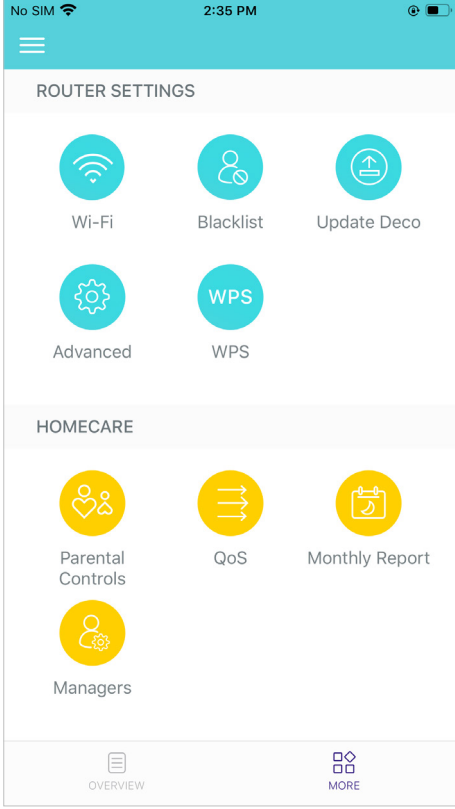 No SIM 2:35 PM
ROUTER SETTINGS
Wi-Fi Blacklist Update Deco
WPS
Advanced WPS
HOMECARE
Parental Controls QoS Monthly Report
Managers
OVERVIEW MORE